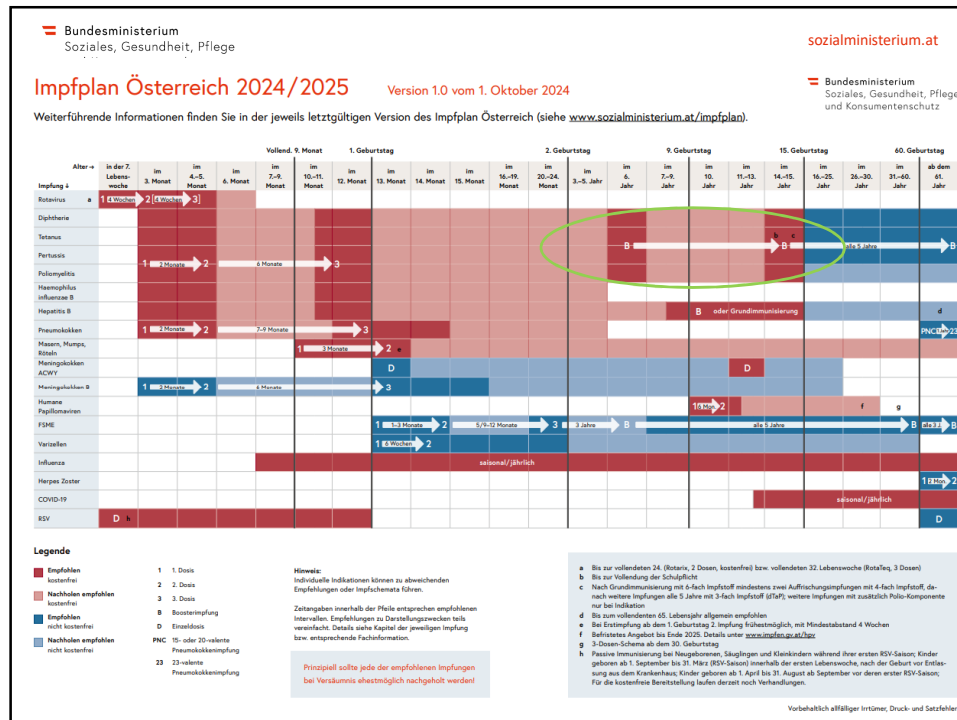 Bundesministerium
Soziales, Gesundheit, Pflege
sozialministerium.at
Impfplan Österreich 2024/2025
Version 1.0 vom 1. Oktober 2024
Bundesministerium
Soziales, Gesundheit, Pflege
und Konsumentenschutz
Weiterführende Informationen finden Sie in der jeweils letztgültigen Version des Impfplan Österreich (siehe www.sozialministerium.at/impfplan).
Vollend. 9. Monat 1. Geburtstag 2. Geburtstag 9. Geburtstag 15. Geburtstag 60. Geburtstag
Alter → in der 7. Lebenswoche im 3. Monat im 4.–5. Monat im 6. Monat im 7.–9. Monat im 10.–11. Monat im 12. Monat im 13. Monat im 14. Monat im 15. Monat im 16.–19. Monat im 20.–24. Monat im 3.–5. Jahr im 6. Jahr im 7.–9. Jahr im 10. Jahr im 11.–13. Jahr im 14.–15. Jahr im 16.–25. Jahr im 26.–30. Jahr im 31.–60. Jahr ab dem 61. Jahr
Impfung ↓
Rotavirus a 1 [4 Wochen] 2 [4 Wochen] 3]
Diphtherie
Tetanus b c
B B alle 5 Jahre B
Pertussis
1 2 Monate 2 6 Monate 3
Poliomyelitis
Haemophilus
influenzae B
Hepatitis B B oder Grundimmunisierung d
Pneumokokken 1 2 Monate 2 7–9 Monate 3 PNC 1 Jahr 23
Masern, Mumps,
Röteln 1 3 Monate 2 e
Meningokokken
ACWY D D
Meningokokken B 1 2 Monate 2 6 Monate 3
Humane
Papillomaviren 1 6 Mon. 2 f g
FSME 1 1–3 Monate 2 5/9–12 Monate 3 3 Jahre B alle 5 Jahre B alle 3 J. B
Varizellen 1 6 Wochen 2
Influenza saisonal/jährlich
Herpes Zoster 1 2 Mon. 2
COVID-19 saisonal/jährlich
RSV D h D
Legende
Empfohlen
kostenfrei
Nachholen empfohlen
kostenfrei
Empfohlen
nicht kostenfrei
Nachholen empfohlen
nicht kostenfrei
1 1. Dosis
2 2. Dosis
3 3. Dosis
B Boosterimpfung
D Einzeldosis
PNC 15- oder 20-valente
Pneumokokkenimpfung
23 23-valente
Pneumokokkenimpfung
Hinweis:
Individuelle Indikationen können zu abweichenden
Empfehlungen oder Impfschemata führen.
Zeitangaben innerhalb der Pfeile entsprechen empfohlenen
Intervallen. Empfehlungen zu Darstellungszwecken teils
vereinfacht. Details siehe Kapitel der jeweiligen Impfung
bzw. entsprechende Fachinformation.
Prinzipiell sollte jede der empfohlenen Impfungen
bei Versäumnis ehestmöglich nachgeholt werden!
a Bis zur vollendeten 24. (Rotarix, 2 Dosen, kostenfrei) bzw. vollendeten 32. Lebenswoche (RotaTeq, 3 Dosen)
b bis zur Vollendung der Schulpflicht
c Nach Grundimmunisierung mit 6-fach Impfstoff mindestens zwei Auffrischungsimpfungen mit 4-fach Impfstoff, da-
nach weitere Impfungen alle 5 Jahre mit 3-fach Impfstoff (dTaP); weitere Impfungen mit zusätzlich Polio-Komponente
nur bei Indikation
d Bis zum vollendeten 65. Lebensjahr allgemein empfohlen
e Bei Erstimpfung ab dem 1. Geburtstag 2. Impfung frühestmöglich, mit Mindestabstand 4 Wochen
f Befristetes Angebot bis Ende 2025. Details unter www.impfen.gv.at/hpv
g 3-Dosen-Schema ab dem 30. Geburtstag
h Passive Immunisierung bei Neugeborenen, Säuglingen und Kleinkindern während ihrer ersten RSV-Saison; Kinder
geboren ab 1. September bis 31. März (RSV-Saison) innerhalb der ersten Lebenswoche, nach der Geburt vor Entlas-
sung aus dem Krankenhaus; Kinder geboren ab 1. April bis 31. August ab September vor deren erster RSV-Saison;
Für die kostenfreie Bereitstellung laufen derzeit noch Verhandlungen.
Vorbehaltlich allfälliger Irrtümer, Druck- und Satzfehler